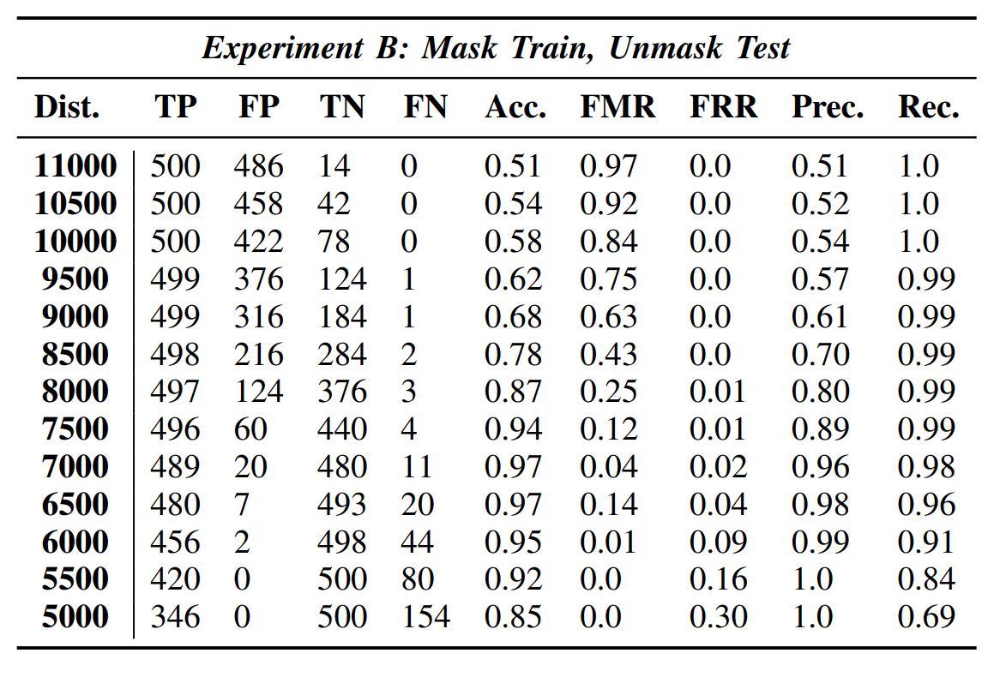 Experiment B: Mask Train, Unmask Test
Dist. TP FP TN FN Acc. FMR FRR Prec. Rec.
11000 500 486 14 0 0.51 0.97 0.0 0.51 1.0
10500 500 458 42 0 0.54 0.92 0.0 0.52 1.0
10000 500 422 78 0 0.58 0.84 0.0 0.54 1.0
9500 499 376 124 1 0.62 0.75 0.0 0.57 0.99
9000 499 316 184 1 0.68 0.63 0.0 0.61 0.99
8500 498 216 284 2 0.78 0.43 0.0 0.70 0.99
8000 497 124 376 3 0.87 0.25 0.01 0.80 0.99
7500 496 60 440 4 0.94 0.12 0.01 0.89 0.99
7000 489 20 480 11 0.97 0.04 0.02 0.96 0.98
6500 480 7 493 20 0.97 0.14 0.04 0.98 0.96
6000 456 2 498 44 0.95 0.01 0.09 0.99 0.91
5500 420 0 500 80 0.92 0.0 0.16 1.0 0.84
5000 346 0 500 154 0.85 0.0 0.30 1.0 0.69